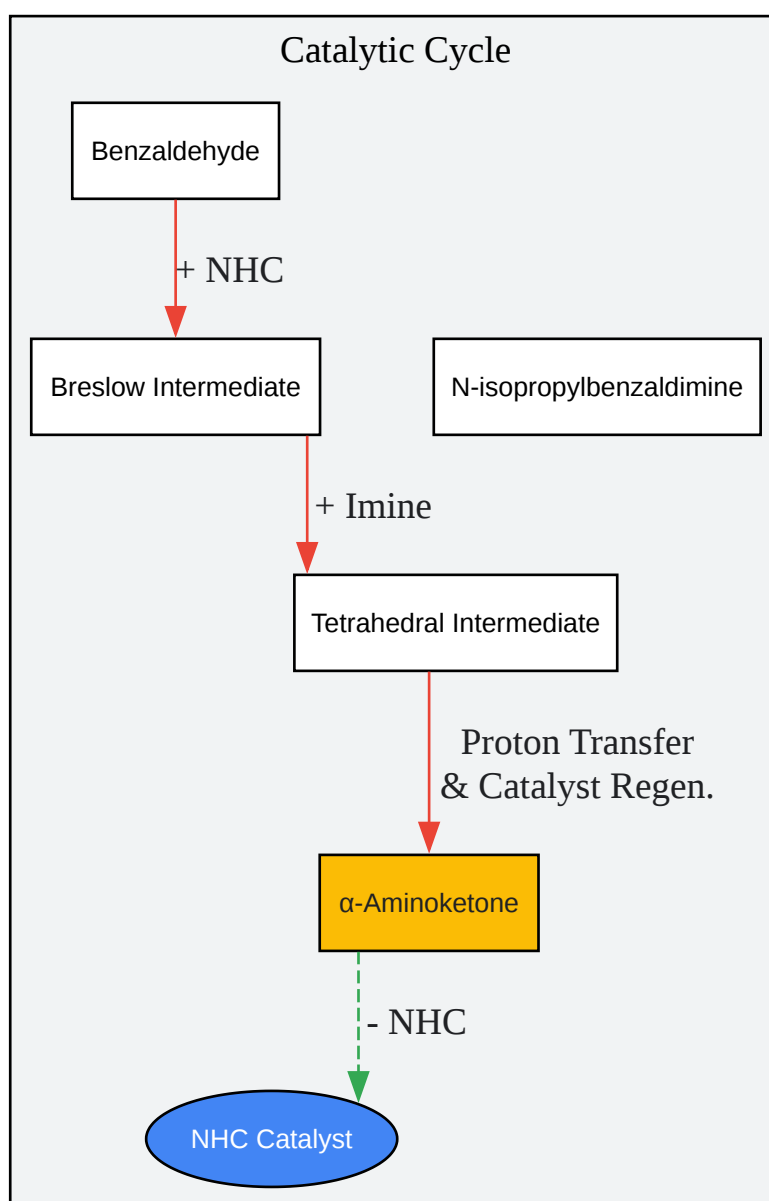 Catalytic Cycle
Benzaldehyde
+ NHC
Breslow Intermediate
N-isopropylbenzaldimine
+ Imine
Tetrahedral Intermediate
Proton Transfer
& Catalyst Regen.
α-Aminoketone
- NHC
NHC Catalyst